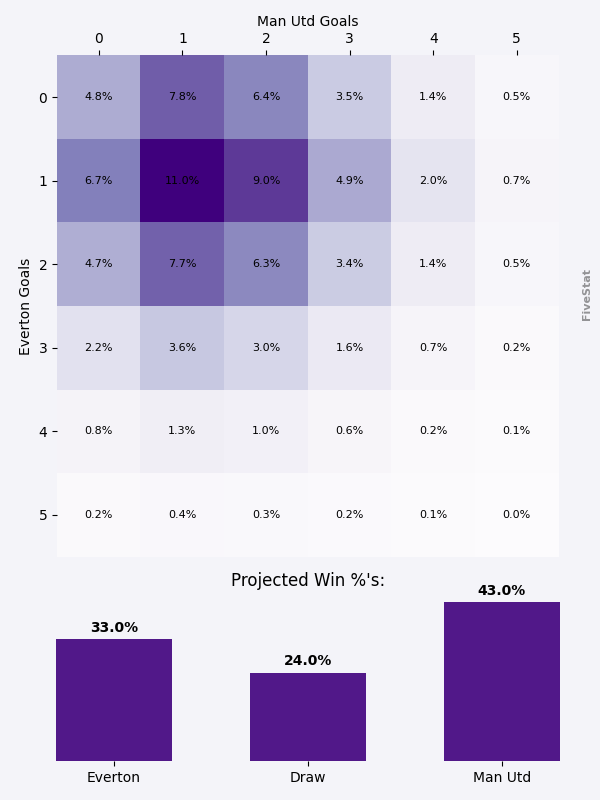 Man Utd Goals
0 1 2 3 4 5
0 4.8% 7.8% 6.4% 3.5% 1.4% 0.5%
1 6.7% 11.0% 9.0% 4.9% 2.0% 0.7%
2 4.7% 7.7% 6.3% 3.4% 1.4% 0.5%
3 2.2% 3.6% 3.0% 1.6% 0.7% 0.2%
4 0.8% 1.3% 1.0% 0.6% 0.2% 0.1%
5 0.2% 0.4% 0.3% 0.2% 0.1% 0.0%
Everton Goals
FiveStat
Projected Win %'s:
33.0% 24.0% 43.0%
Everton Draw Man Utd